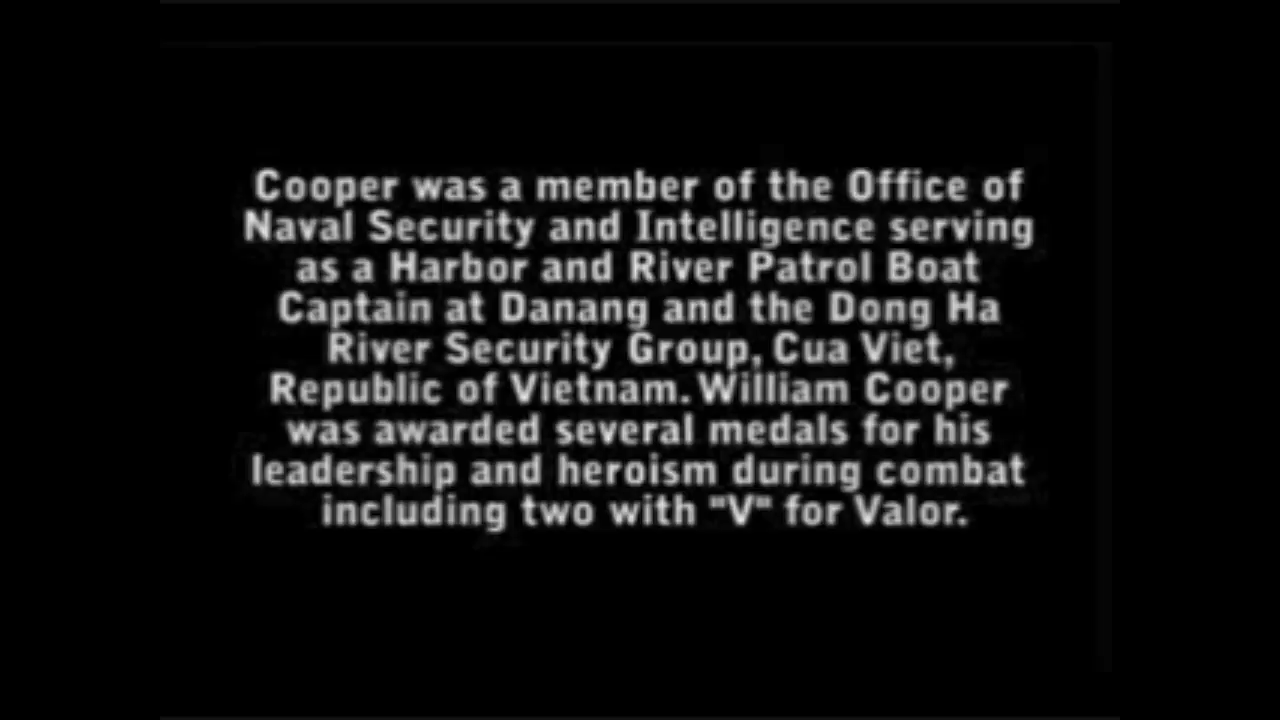 Cooper was a member of the Office of
Naval Security and Intelligence serving
as a Harbor and River Patrol Boat
Captain at Danang and the Dong Ha
River Security Group, Cua Viet,
Republic of Vietnam. William Cooper
was awarded several medals for his
leadership and heroism during combat
including two with "V" for Valor.